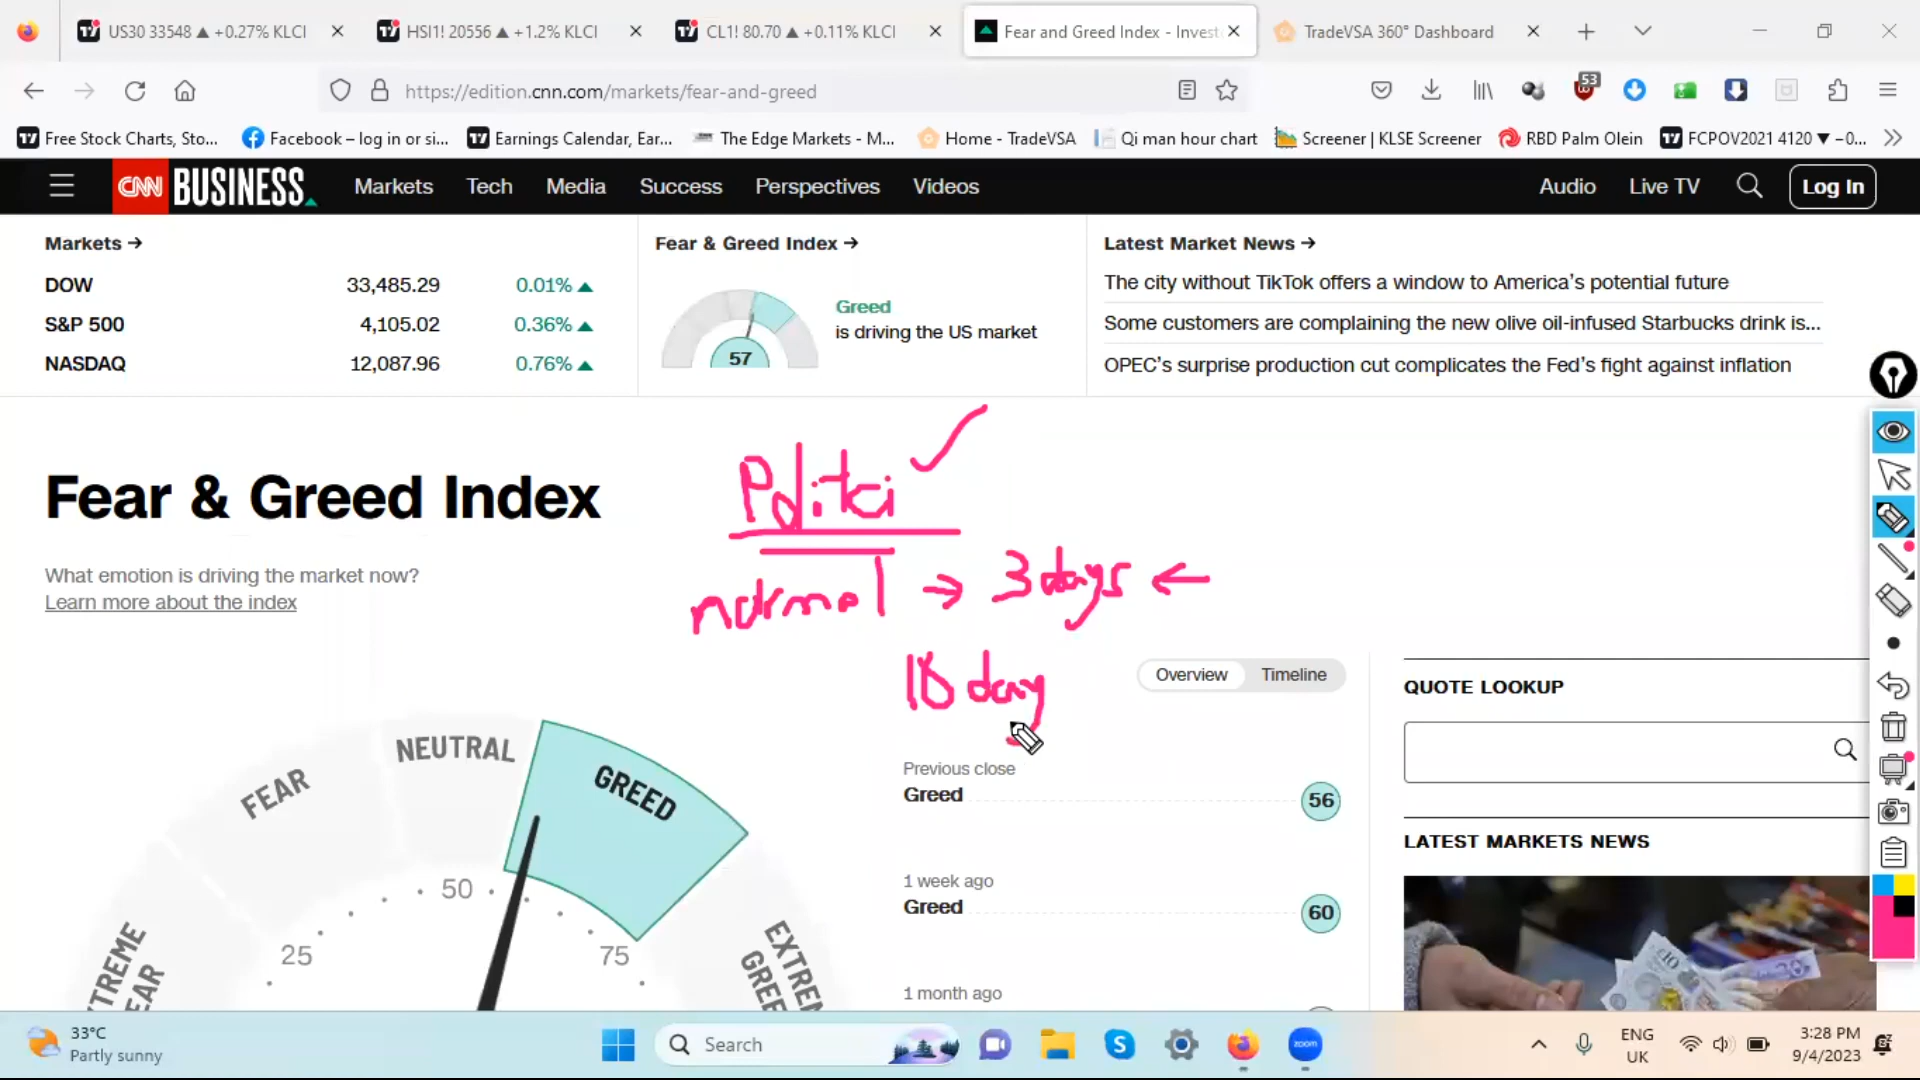 US30 33548 ▲ +0.27% KLCI
HSI1! 20556 ▲ +1.2% KLCI
CL1! 80.70 ▲ +0.11% KLCI
Fear and Greed Index - Invest
TradeVSA 360° Dashboard
https://edition.cnn.com/markets/fear-and-greed
53
Free Stock Charts, Sto...
Facebook – log in or si...
Earnings Calendar, Ear...
The Edge Markets - M...
Home - TradeVSA
Qi man hour chart
Screener | KLSE Screener
RBD Palm Olein
FCPOV2021 4120 ▼ −0...
CNN BUSINESS
Markets Tech Media Success Perspectives Videos
Audio Live TV Log In
Markets →
DOW 33,485.29 0.01% ▲
S&P 500 4,105.02 0.36% ▲
NASDAQ 12,087.96 0.76% ▲
Fear & Greed Index →
57
Greed
is driving the US market
Latest Market News →
The city without TikTok offers a window to America's potential future
Some customers are complaining the new olive oil-infused Starbucks drink is...
OPEC's surprise production cut complicates the Fed's fight against inflation
Fear & Greed Index
What emotion is driving the market now?
Learn more about the index
Politci ✓
normal → 3 days ←
18 day
Overview Timeline
EXTREME FEAR
FEAR
NEUTRAL
GREED
EXTREME GREED
25
50
75
Previous close
Greed 56
1 week ago
Greed 60
1 month ago
QUOTE LOOKUP
LATEST MARKETS NEWS
33°C
Partly sunny
Search
zoom
ENG
UK
3:28 PM
9/4/2023